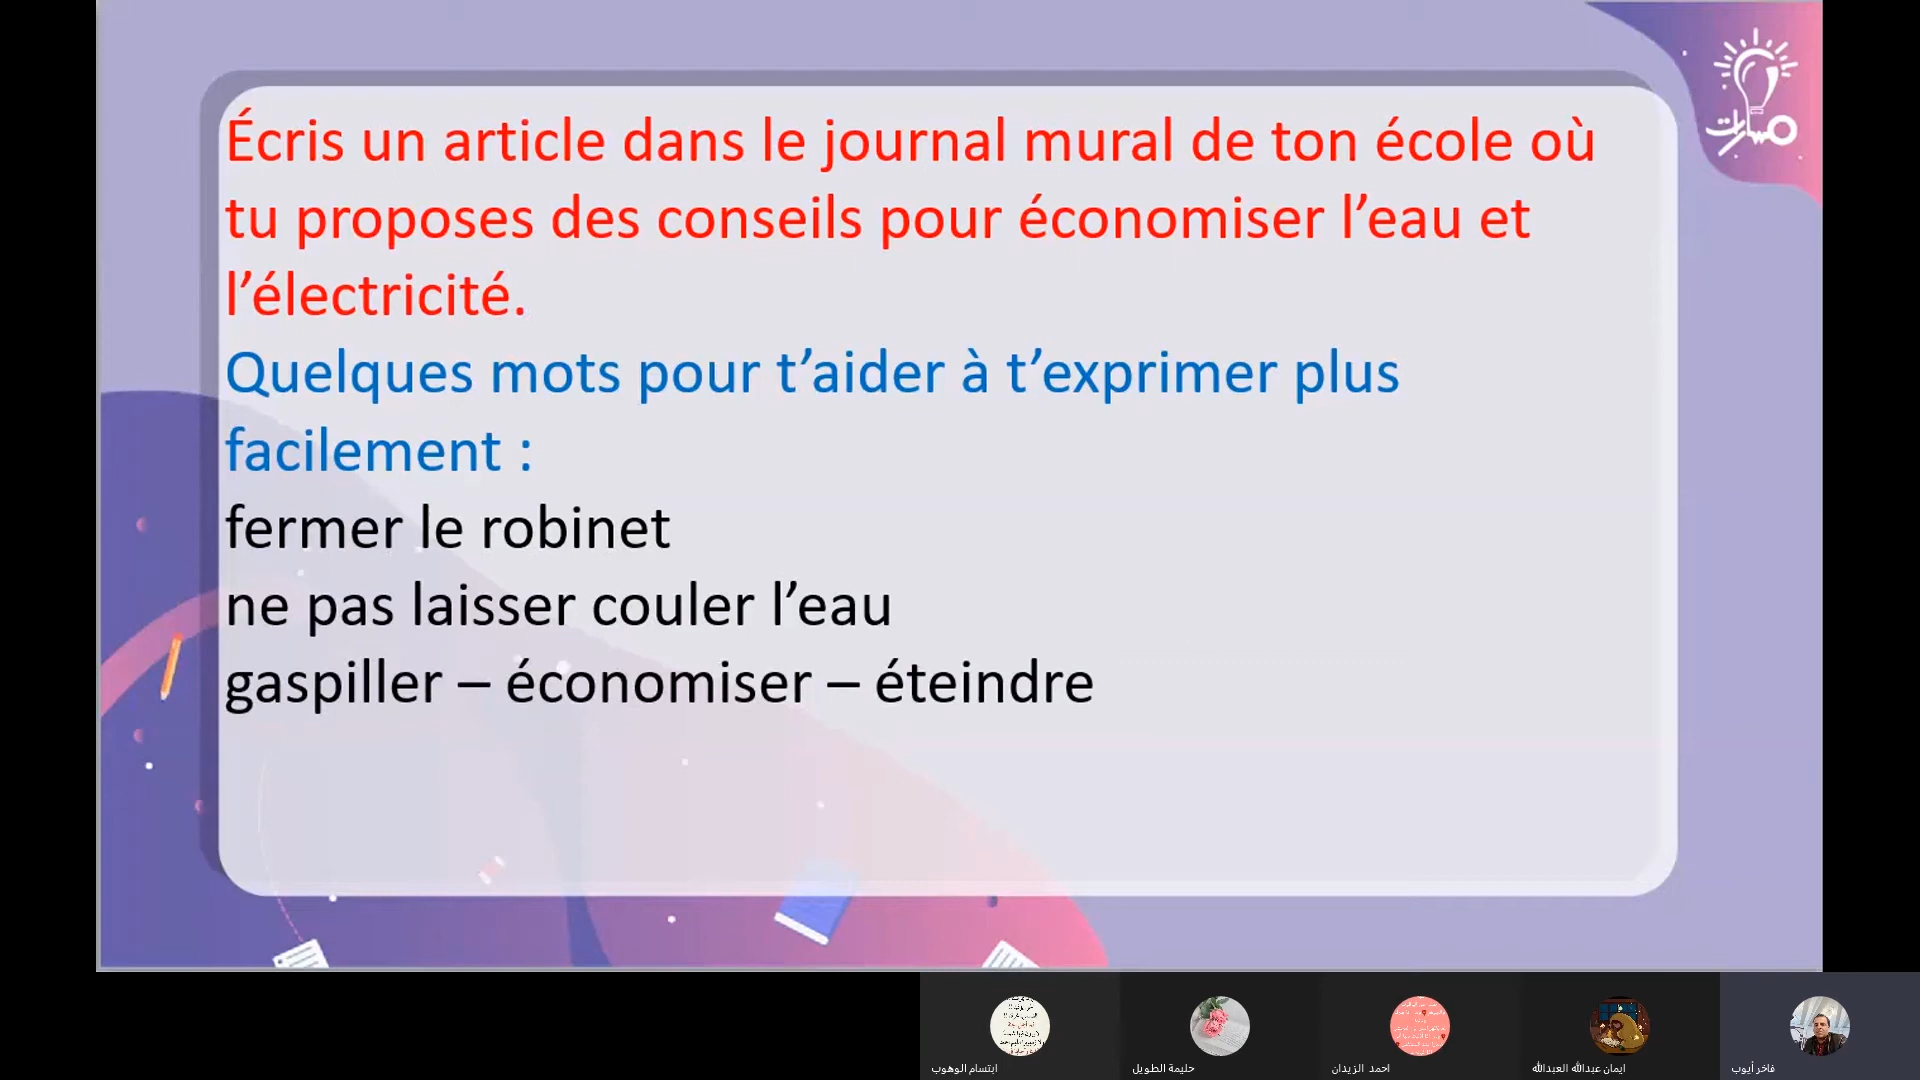 Écris un article dans le journal mural de ton école où
tu proposes des conseils pour économiser l’eau et
l’électricité.
Quelques mots pour t’aider à t’exprimer plus
facilement :
fermer le robinet
ne pas laisser couler l’eau
gaspiller – économiser – éteindre
مسارات
ابتسام الوهوب
حليمة الطويل
احمد الزيدان
ايمان عبدالله العبدالله
فاخر أيوب